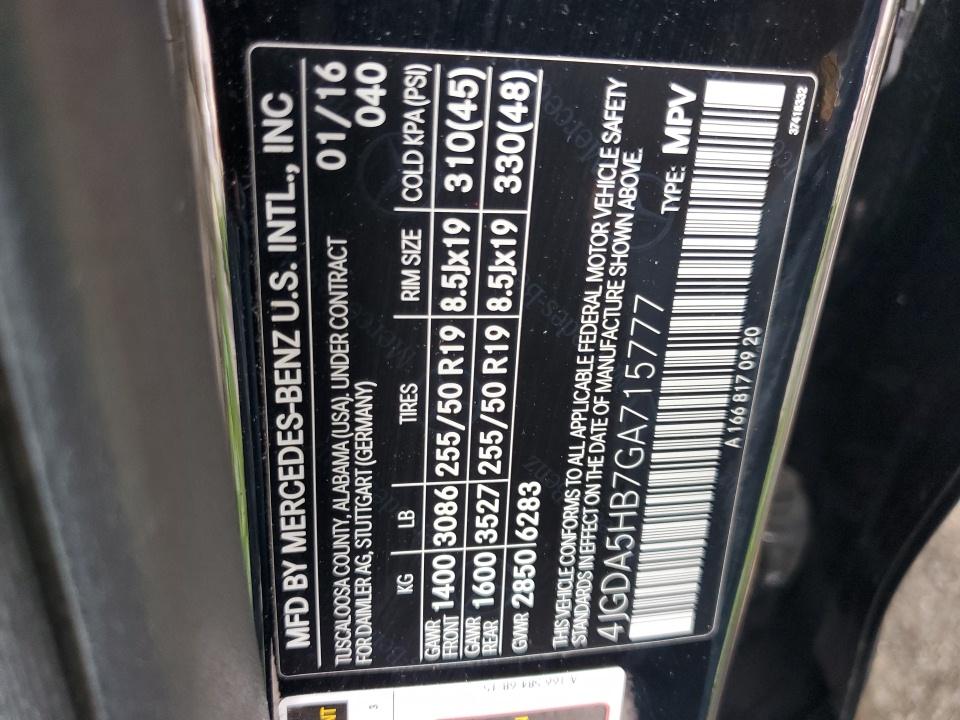 MFD BY MERCEDES-BENZ U.S. INTL., INC
TUSCALOOSA COUNTY, ALABAMA (USA). UNDER CONTRACT 01/16
FOR DAIMLER AG, STUTTGART (GERMANY) 040
KG LB TIRES RIM SIZE COLD KPA (PSI)
GAWR FRONT 1400 3086 255/50 R19 8.5Jx19 310(45)
GAWR REAR 1600 3527 255/50 R19 8.5Jx19 330(48)
GVWR 2850 6283
THIS VEHICLE CONFORMS TO ALL APPLICABLE FEDERAL MOTOR VEHICLE SAFETY
STANDARDS IN EFFECT ON THE DATE OF MANUFACTURE SHOWN ABOVE.
4JGDA5HB7GA715777 TYPE: MPV
A 166 817 09 20 37416332